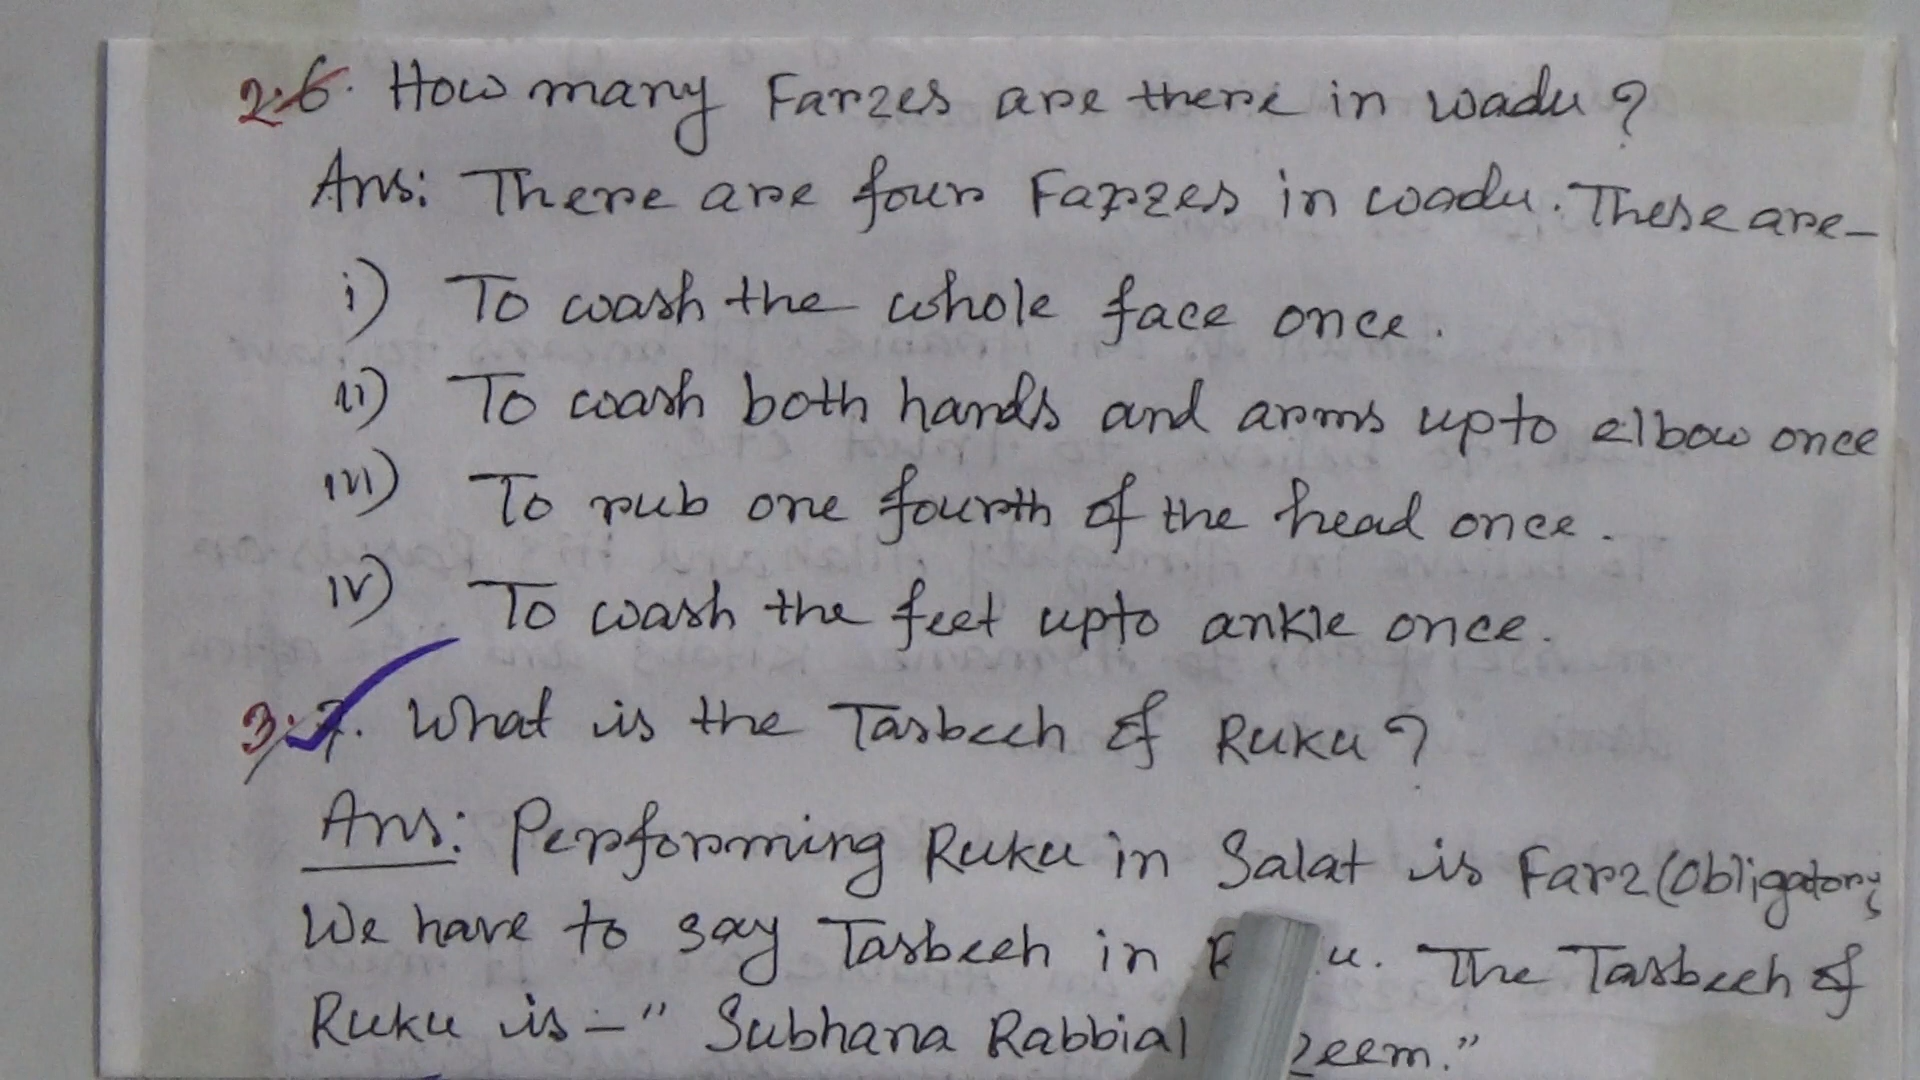 2.6. How many Farzes are there in wadu?
Ans: There are four Farzes in wadu. These are-
i) To wash the whole face once.
ii) To wash both hands and arms upto elbow once
iii) To rub one fourth of the head once.
iv) To wash the feet upto ankle once.
3.7. What is the Tasbeeh of Ruku?
Ans: Performing Ruku in Salat is Farz (Obligatory
We have to say Tasbeeh in u. The Tasbeeh of
Ruku is - " Subhana Rabbial zeem."